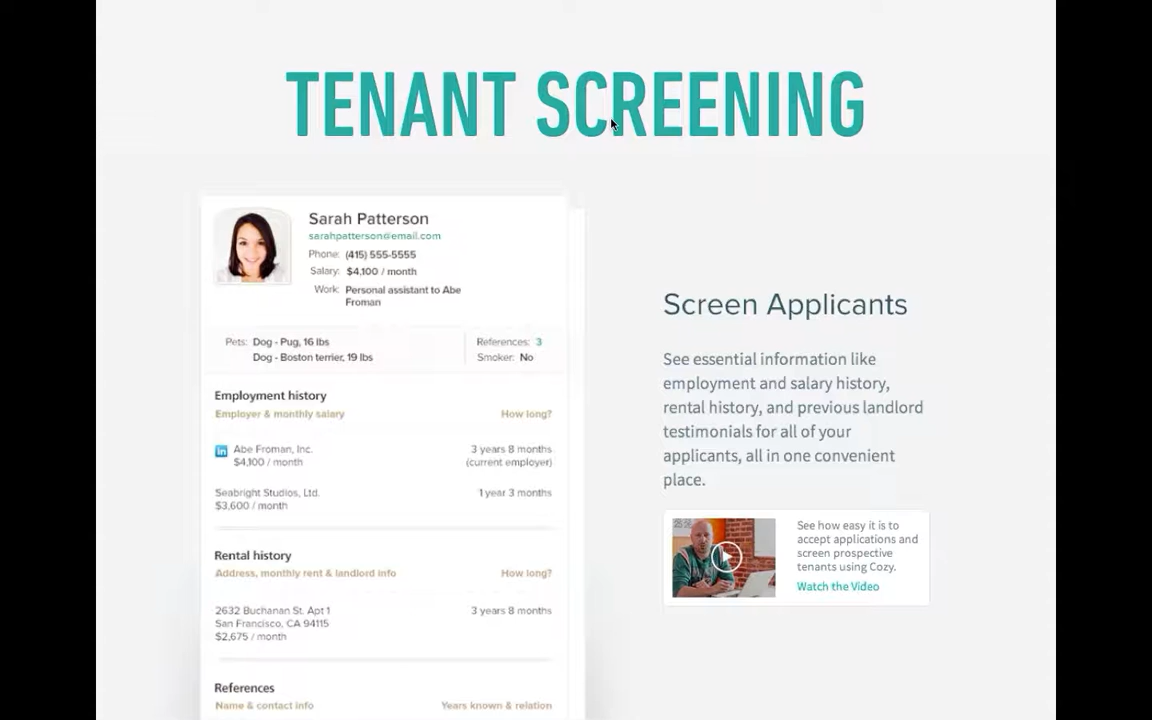 TENANT SCREENING
Sarah Patterson
sarahpatterson@email.com
Phone: (415) 555-5555
Salary: $4,100 / month
Work: Personal assistant to Abe
Froman
Pets: Dog - Pug, 16 lbs
Dog - Boston terrier, 19 lbs
References: 3
Smoker: No
Employment history
Employer & monthly salary How long?
in Abe Froman, Inc. 3 years 8 months
$4,100 / month (current employer)
Seabright Studios, Ltd. 1 year 3 months
$3,600 / month
Rental history
Address, monthly rent & landlord info How long?
2632 Buchanan St. Apt 1 3 years 8 months
San Francisco, CA 94115
$2,675 / month
References
Name & contact info Years known & relation
Screen Applicants
See essential information like
employment and salary history,
rental history, and previous landlord
testimonials for all of your
applicants, all in one convenient
place.
See how easy it is to
accept applications and
screen prospective
tenants using Cozy.
Watch the Video